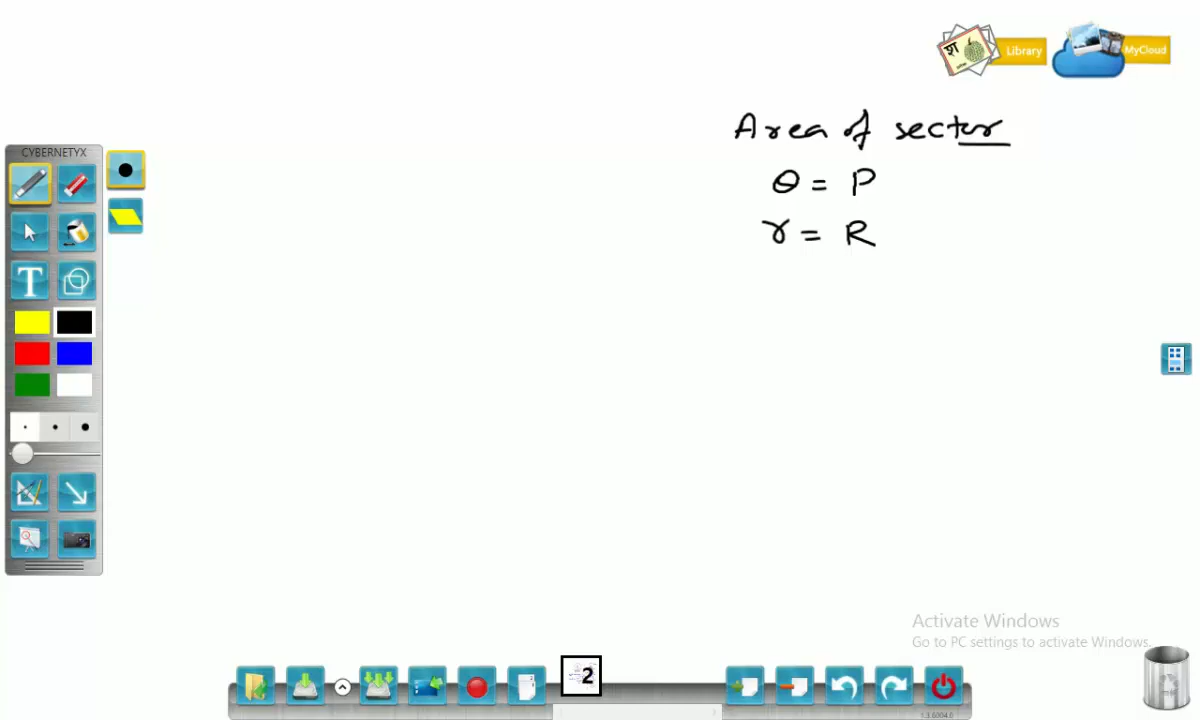 Library
MyCloud
Area of sector
θ = P
r = R
CYBERNETYX
T
Activate Windows
Go to PC settings to activate Windows.
2